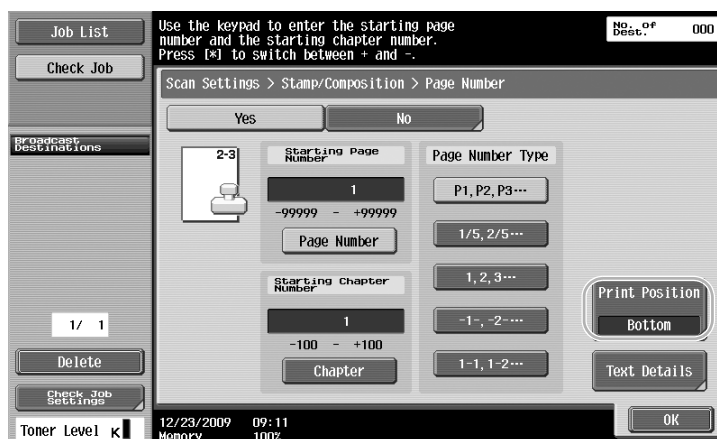 Job List
Check Job
Broadcast
Destinations
1/ 1
Delete
Check Job
Settings
Toner Level K
Use the keypad to enter the starting page
number and the starting chapter number.
Press [*] to switch between + and -.
No. of
Dest. 000
Scan Settings > Stamp/Composition > Page Number
Yes
No
2-3
Starting Page
Number
1
-99999 - +99999
Page Number
Starting Chapter
Number
1
-100 - +100
Chapter
Page Number Type
P1,P2,P3…
1/5,2/5…
1,2,3…
-1-,-2-…
1-1,1-2…
Print Position
Bottom
Text Details
OK
12/23/2009 09:11
Memory 100%